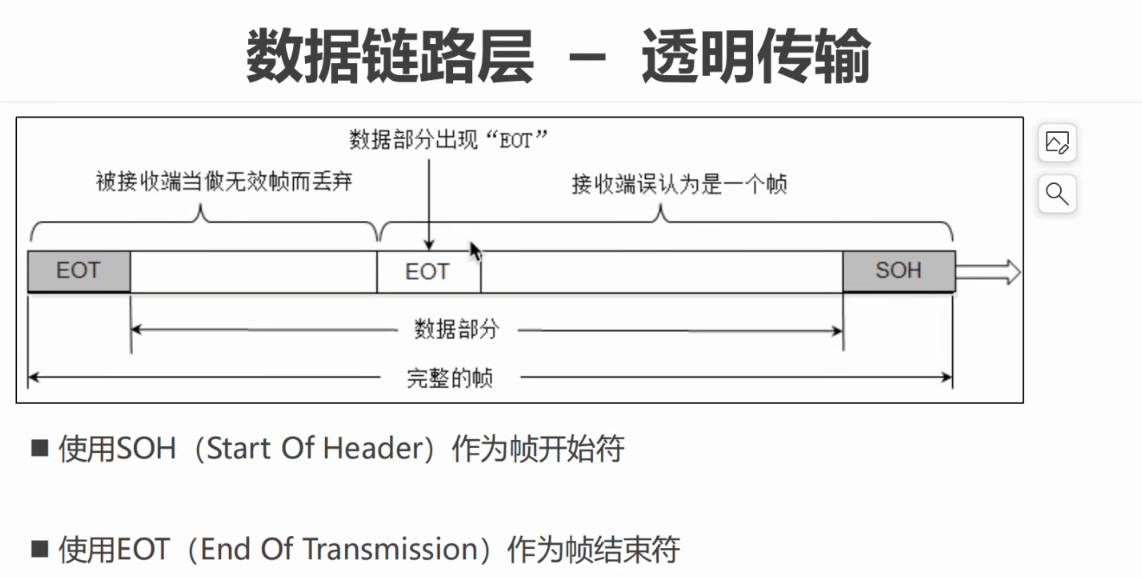 数据链路层 – 透明传输
数据部分出现“EOT”
被接收端当做无效帧而丢弃
接收端误认为是一个帧
EOT
EOT
SOH
数据部分
完整的帧
■ 使用SOH（Start Of Header）作为帧开始符
■ 使用EOT（End Of Transmission）作为帧结束符